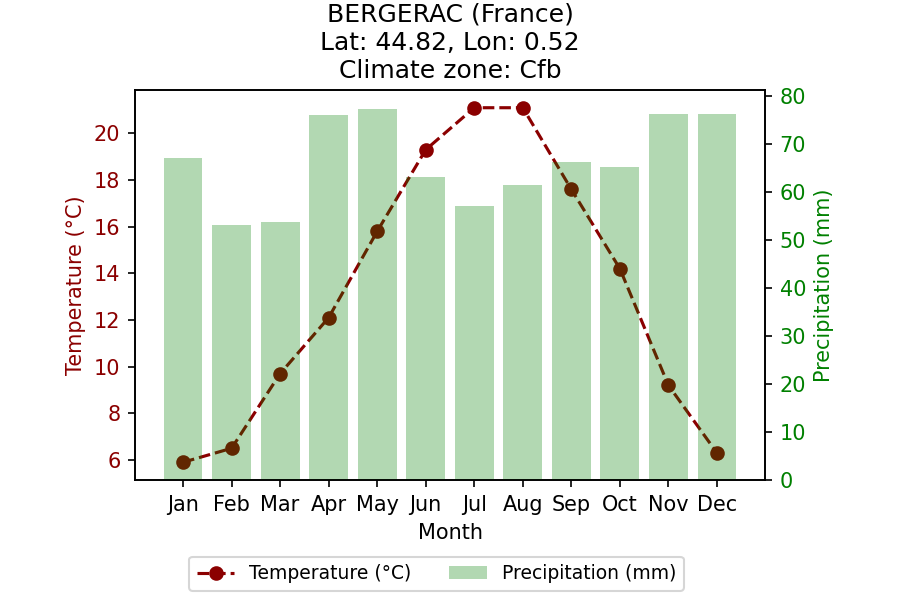 BERGERAC (France)
Lat: 44.82, Lon: 0.52
Climate zone: Cfb
Temperature (°C)
20
18
16
14
12
10
8
6
80
70
60
50
40
30
20
10
0
Precipitation (mm)
Jan Feb Mar Apr May Jun Jul Aug Sep Oct Nov Dec
Month
Temperature (°C) Precipitation (mm)